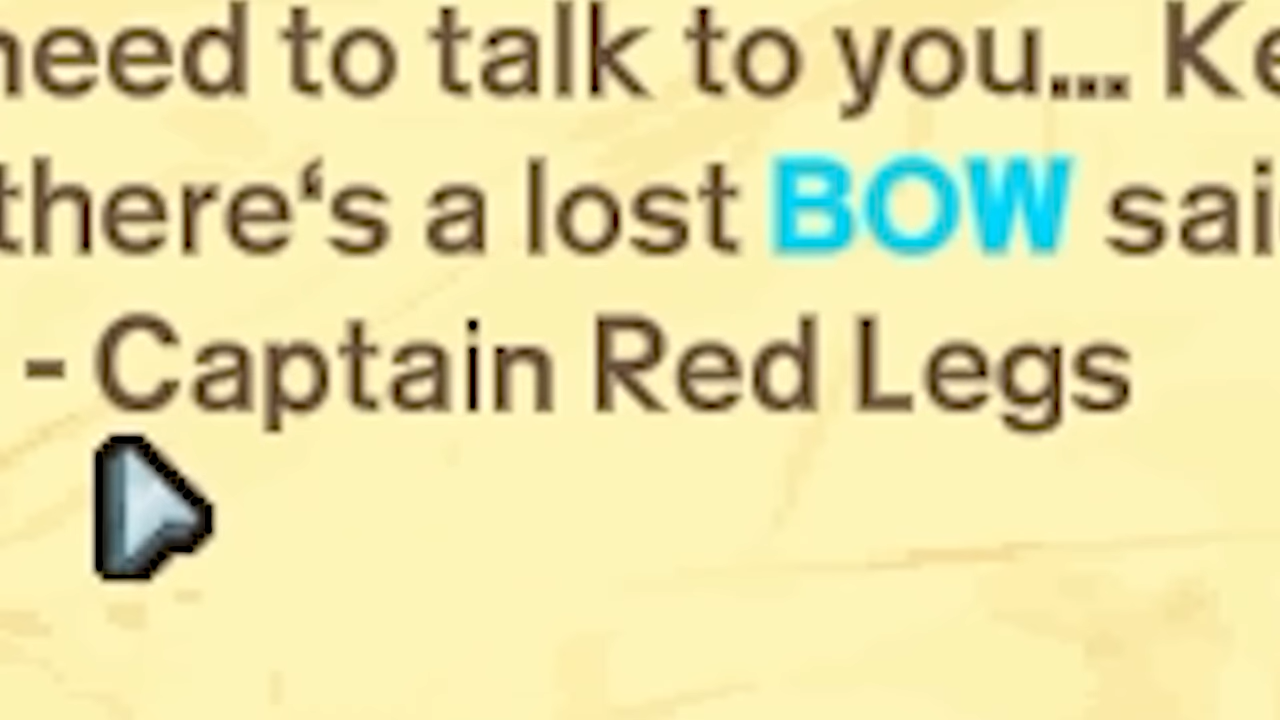 need to talk to you... Ke
there‘s a lost BOW sai
- Captain Red Legs